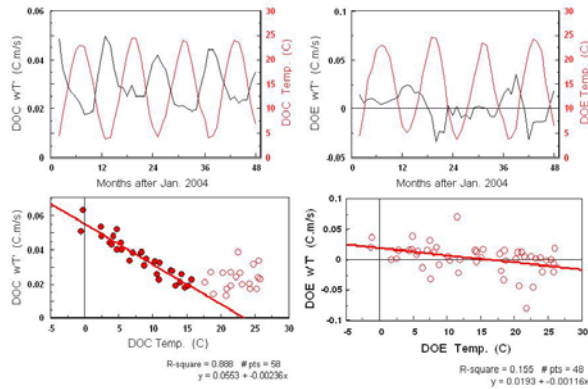 0.06
0.04
0.02
0
DOC w'T' (C.m/s)
30
25
20
15
10
5
0
DOC Temp. (C)
0 12 24 36 48
Months after Jan. 2004
0.1
0.05
0
-0.05
DOE w'T' (C.m/s)
30
25
20
15
10
5
0
DOE Temp. (C)
0 12 24 36 48
Months after Jan. 2004
0.06
0.04
0.02
0
DOC w'T' (C.m/s)
-5 0 5 10 15 20 25 30
DOC Temp. (C)
R-square = 0.888 # pts = 58
y = 0.0553 + -0.00236x
0.1
0.05
0
-0.05
-0.1
DOE w'T' (C.m/s)
-5 0 5 10 15 20 25 30
DOE Temp. (C)
R-square = 0.155 # pts = 48
y = 0.0193 + -0.00116x